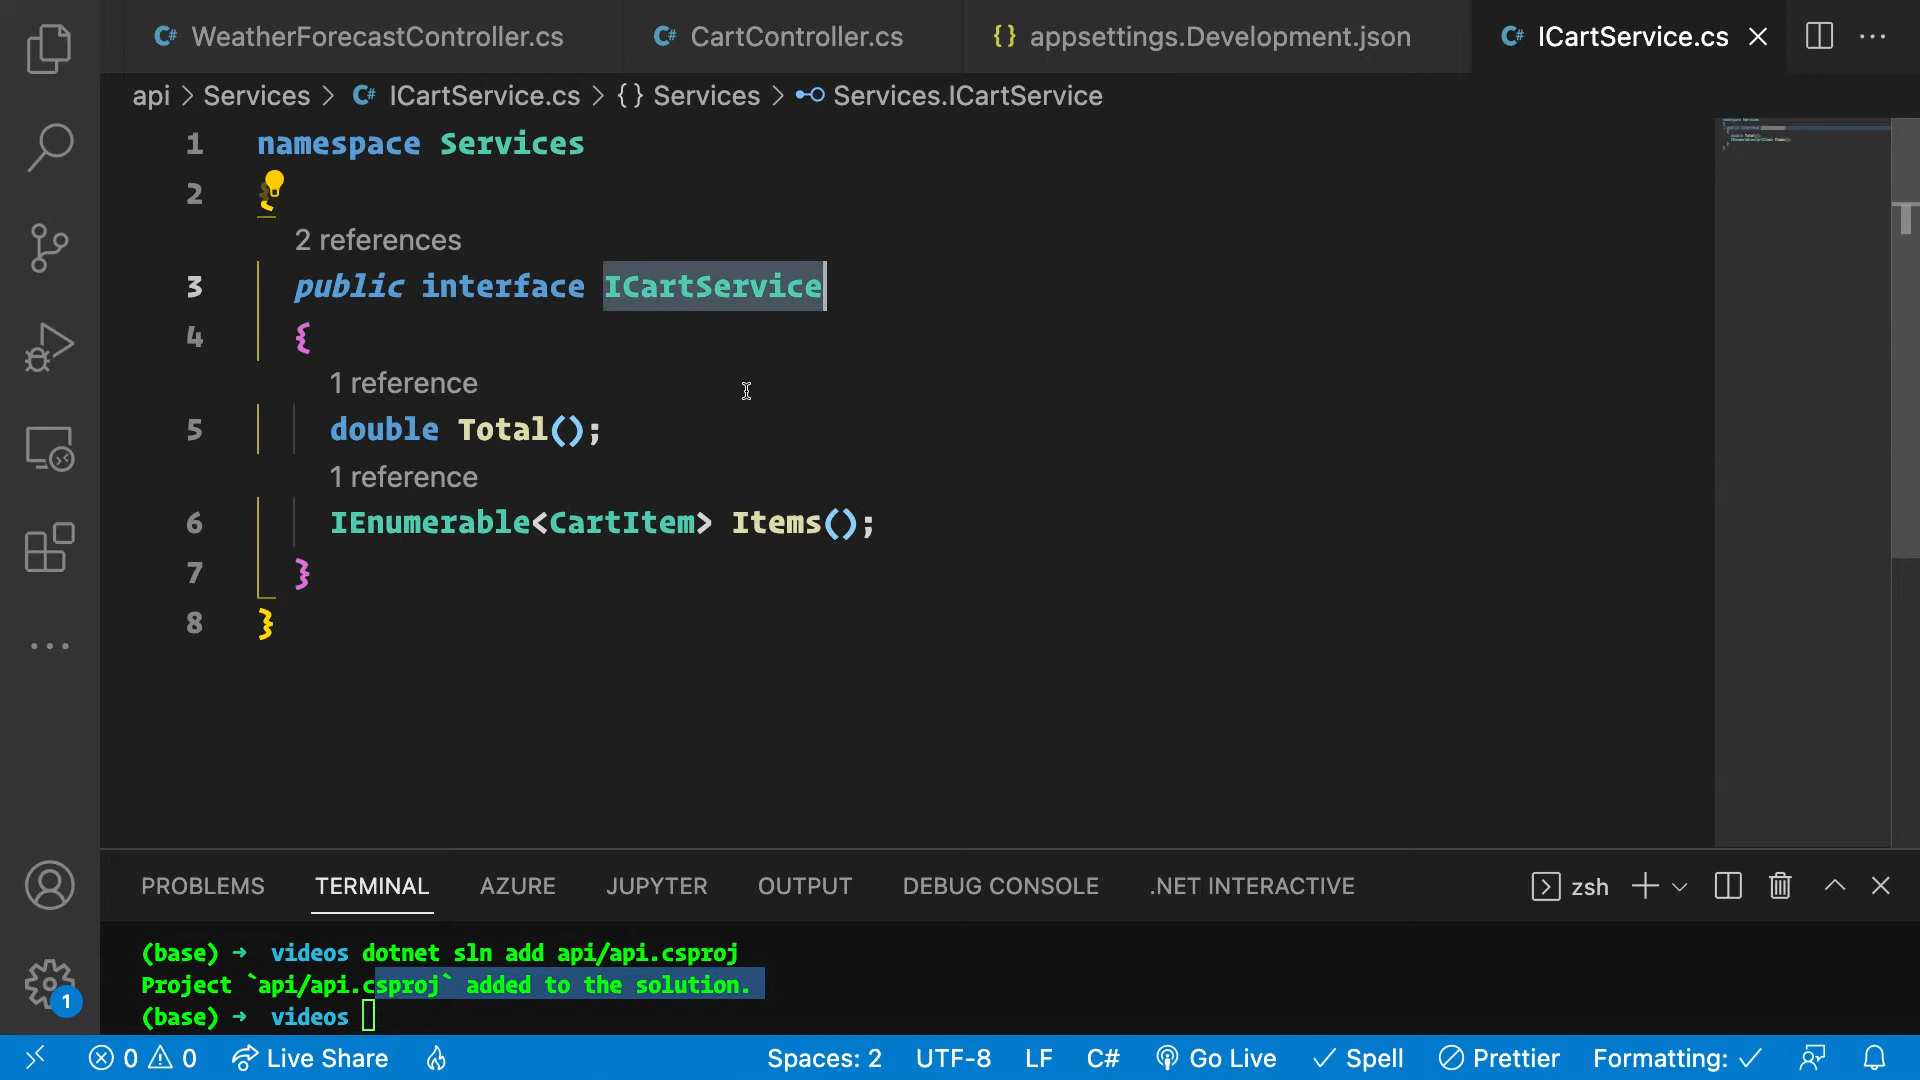 WeatherForecastController.cs CartController.cs {} appsettings.Development.json ICartService.cs
api > Services > ICartService.cs > {} Services > Services.ICartService
1 namespace Services
2 {
2 references
3 public interface ICartService
4 {
1 reference
5 double Total();
1 reference
6 IEnumerable<CartItem> Items();
7 }
8 }
PROBLEMS TERMINAL AZURE JUPYTER OUTPUT DEBUG CONSOLE .NET INTERACTIVE zsh
(base) → videos dotnet sln add api/api.csproj
Project `api/api.csproj` added to the solution.
(base) → videos
1
0 0 Live Share Spaces: 2 UTF-8 LF C# Go Live Spell Prettier Formatting: ✓